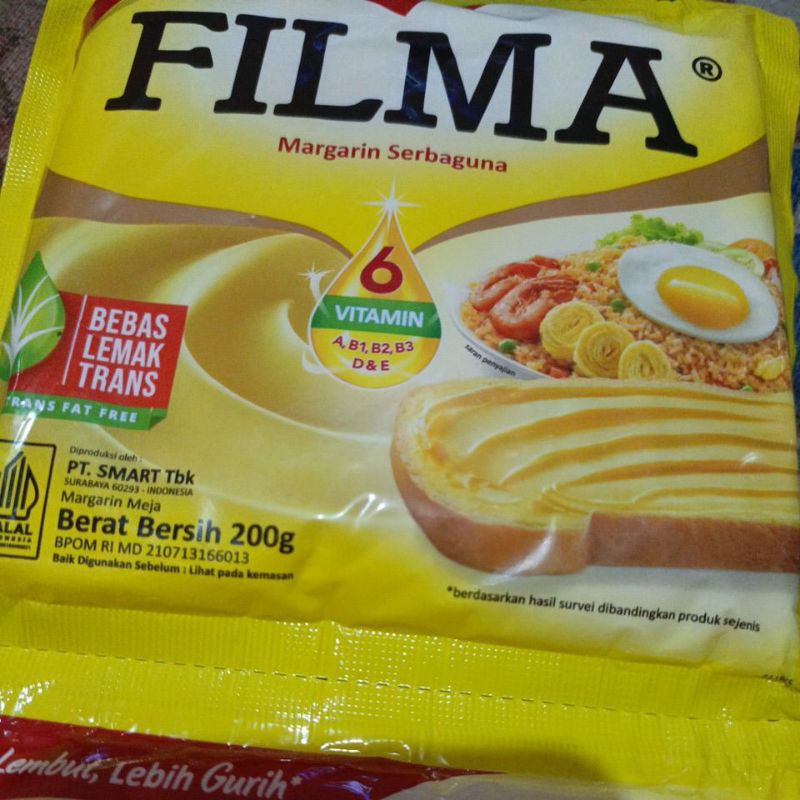 FILMA®
Margarin Serbaguna
6
VITAMIN
A, B1, B2, B3
D & E
BEBAS
LEMAK
TRANS
TRANS FAT FREE
saran penyajian
Diproduksi oleh :
PT. SMART Tbk
SURABAYA 60293 - INDONESIA
Margarin Meja
Berat Bersih 200g
BPOM RI MD 210713166013
Baik Digunakan Sebelum : Lihat pada kemasan
HALAL
INDONESIA
*berdasarkan hasil survei dibandingkan produk sejenis
Lembut, Lebih Gurih*